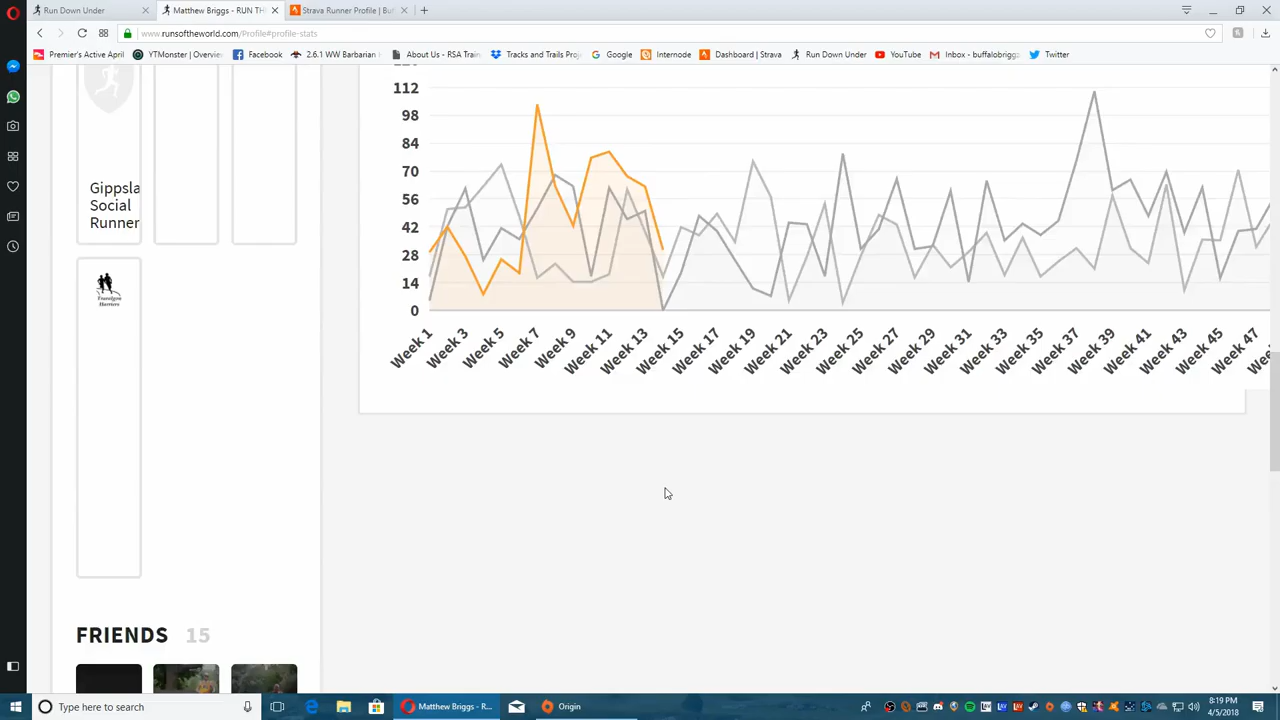 Run Down Under
Matthew Briggs - RUN TH
Strava Runner Profile | Bu
www.runsoftheworld.com/Profile#profile-stats
Premier's Active April
YTMonster | Overvie
Facebook
2.6.1 WW Barbarian
About Us - RSA Train
Tracks and Trails Proj
Google
Internode
Dashboard | Strava
Run Down Under
YouTube
Inbox - buffalobrigg
Twitter
112
98
84
70
56
42
28
14
0
Week 1
Week 3
Week 5
Week 7
Week 9
Week 11
Week 13
Week 15
Week 17
Week 19
Week 21
Week 23
Week 25
Week 27
Week 29
Week 31
Week 33
Week 35
Week 37
Week 39
Week 41
Week 43
Week 45
Week 47
Gippsla
Social
Runner
Traralgon
Harriers
FRIENDS 15
Type here to search
Matthew Briggs - R...
Origin
8:19 PM
4/5/2018